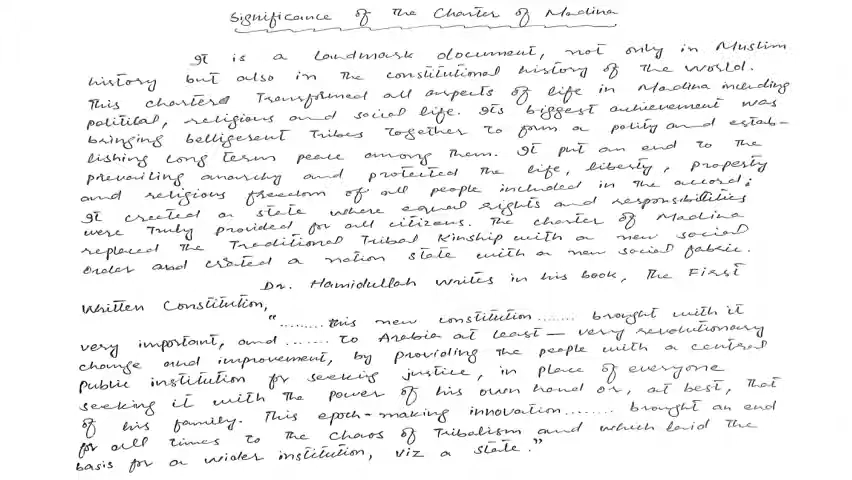 Significance of the Charter of Madina
It is a landmark document, not only in Muslim
history but also in the constitutional history of the world.
This charter transformed all aspects of life in Madina including
political, religious and social life. Its biggest achievement was
bringing belligerent tribes together to form a polity and estab-
lishing long term peace among them. It put an end to the
prevailing anarchy and protected the life, liberty, property
and religious freedom of all people included in the accord;
It created a state where equal rights and responsibilities
were truly provided for all citizens. The charter of Madina
replaced the traditional tribal kinship with a new social
order and created a nation state with a new social fabric.
Dr. Hamidullah writes in his book, The First
Written Constitution,
"........this new constitution........ brought with it
very important, and ....... to Arabia at least — very revolutionary
change and improvement, by providing the people with a central
public institution for seeking justice, in place of everyone
seeking it with the power of his own hand or, at best, that
of his family. This epoch-making innovation......... brought an end
for all times to the chaos of tribalism and which laid the
basis for a wider institution, viz a state."